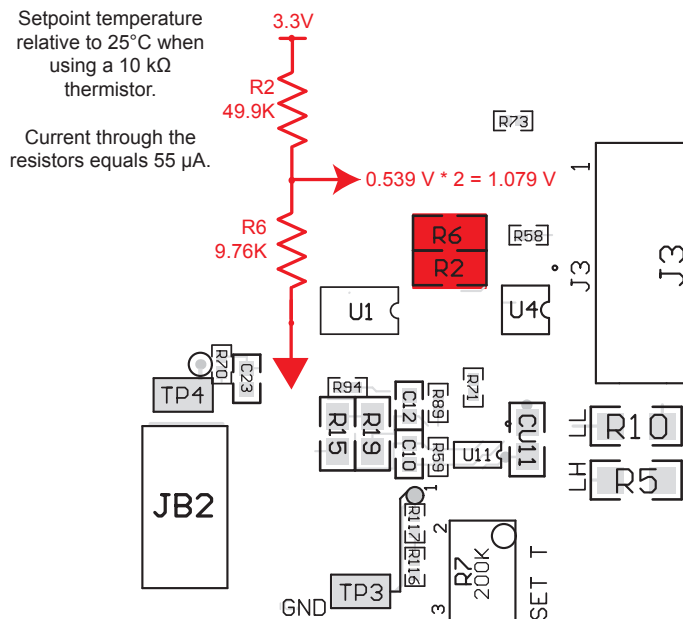 Setpoint temperature
relative to 25°C when
using a 10 kΩ
thermistor.
Current through the
resistors equals 55 µA.
3.3V
R2
49.9K
0.539 V * 2 = 1.079 V
R6
9.76K
R73
1
R6
R2
R58
J3
J3
U1
U4
R70
C23
TP4
R94
R15
R19
C12
R89
R71
C10
R59
U11
CU11
LL
R10
LH
R5
JB2
1
R117
R116
2
R7
200K
3
SET T
TP3
GND